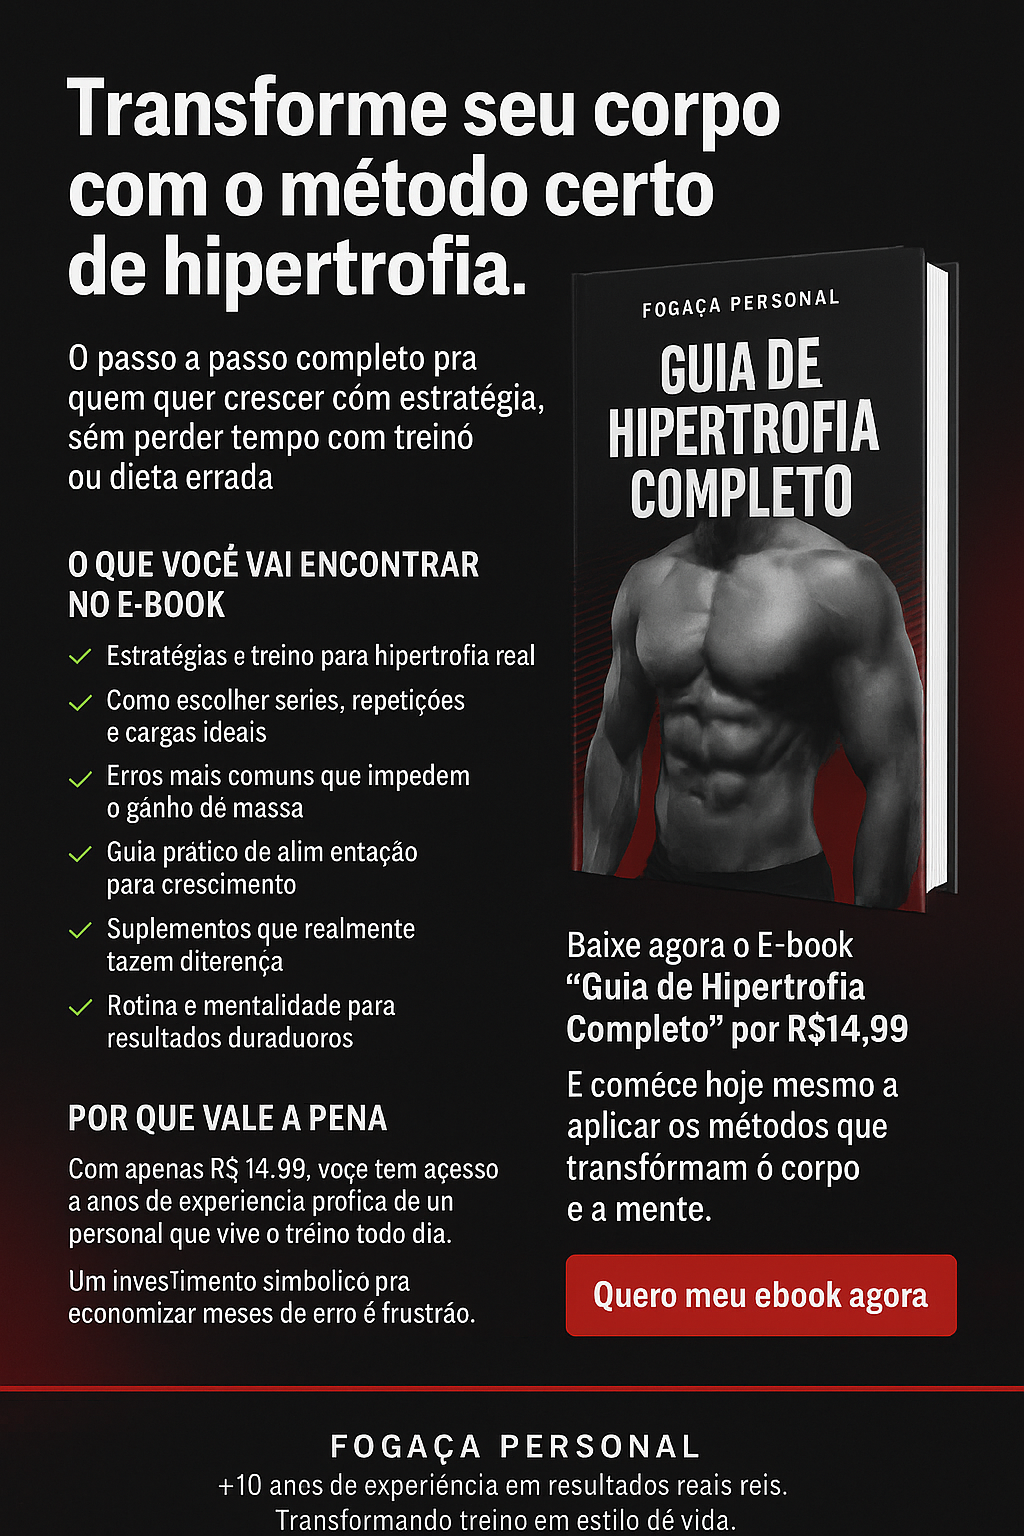 Transforme seu corpo
com o método certo
de hipertrofia.
O passo a passo completo pra
quem quer crescer cóm estratégia,
sém perder tempo com treinó
ou dieta errada
FOGAÇA PERSONAL
GUIA DE
HIPERTROFIA
COMPLETO
O QUE VOCÉ VAI ENCONTRAR
NO E-BOOK
Estratégias e treino para hipertrofia real
Como escolher series, repetições
e cargas ideais
Erros mais comuns que impedem
o gánho dé massa
Guia prático de alim entação
para crescimento
Suplementos que realmente
tazem diterença
Rotina e mentalidade para
resultados duraduoros
POR QUE VALE A PENA
Com apenas R$ 14.99, voçe tem açesso
a anos de experiencia profica de un
personal que vive o tréino todo dia.
Um invesTimento simbolicó pra
economizar meses de erro é frustráo.
Baixe agora o E-book
“Guia de Hipertrofia
Completo” por R$14,99
E coméce hoje mesmo a
aplicar os métodos que
transfórmam ó corpo
e a mente.
Quero meu ebook agora
FOGAÇA PERSONAL
+10 anos de experiéncia em resultados reais reis.
Transformando treino em estilo dé vida.